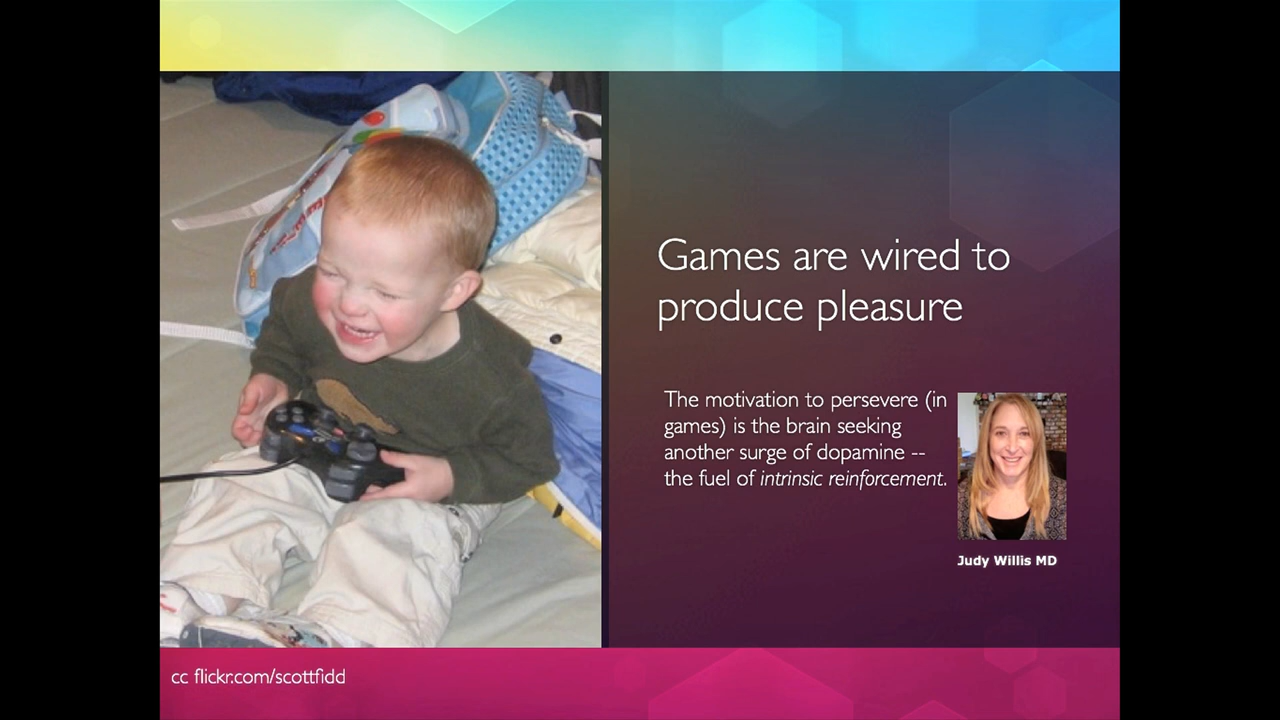 Games are wired to
produce pleasure
The motivation to persevere (in
games) is the brain seeking
another surge of dopamine --
the fuel of intrinsic reinforcement.
Judy Willis MD
cc flickr.com/scottfidd